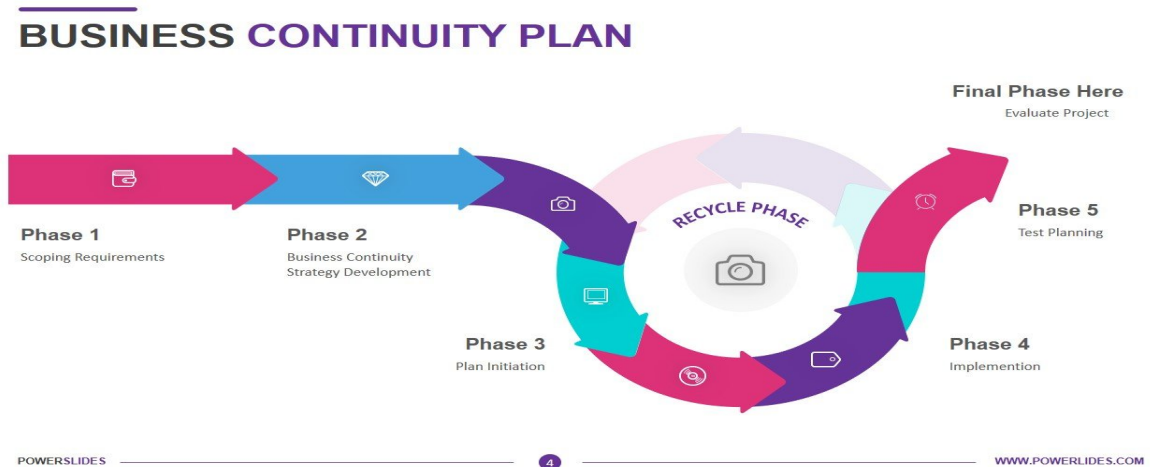 BUSINESS CONTINUITY PLAN
Final Phase Here
Evaluate Project
RECYCLE PHASE
Phase 1
Scoping Requirements
Phase 2
Business Continuity
Strategy Development
Phase 5
Test Planning
Phase 3
Plan Initiation
Phase 4
Implemention
POWERSLIDES
4
WWW.POWERLIDES.COM